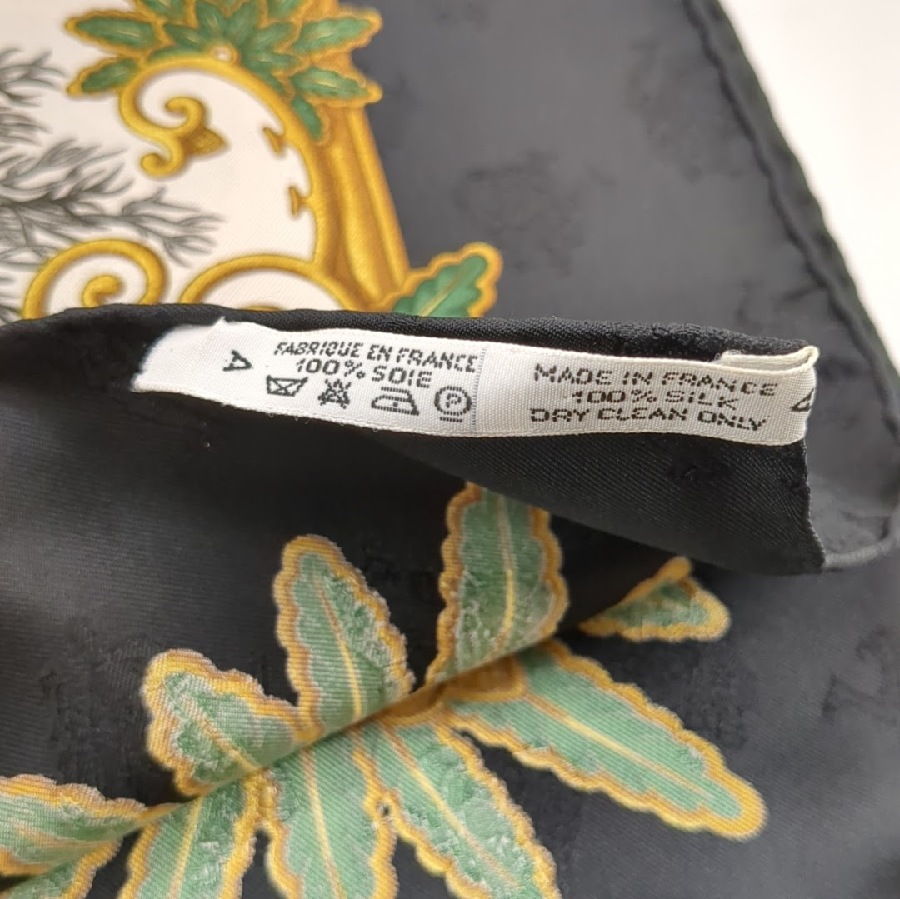 A
FABRIQUE EN FRANCE
100% SOIE
P
MADE IN FRANCE
100% SILK
DRY CLEAN ONLY